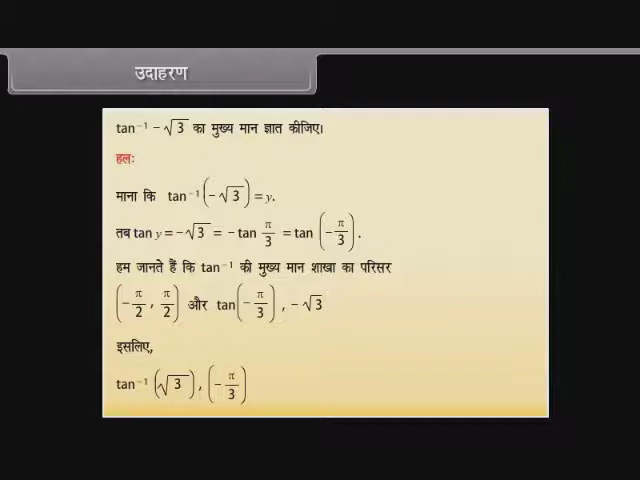 उदाहरण
tan⁻¹ −√3 का मुख्य मान ज्ञात कीजिए।
हलः
माना कि tan⁻¹(−√3) = y.
तब tan y = −√3 = − tan π/3 = tan (−π/3).
हम जानते हैं कि tan⁻¹ की मुख्य मान शाखा का परिसर
(−π/2, π/2) और tan(−π/3), −√3
इसलिए,
tan⁻¹(√3), (−π/3)